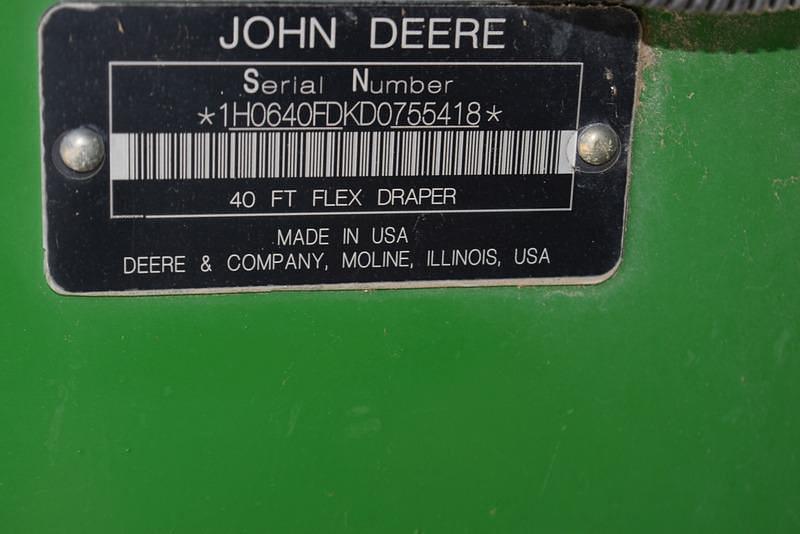 JOHN DEERE
Serial Number
*1H0640FDKD0755418*
40 FT FLEX DRAPER
MADE IN USA
DEERE & COMPANY, MOLINE, ILLINOIS, USA